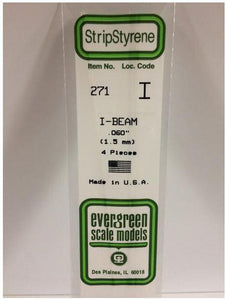 StripStyrene
Item No. Loc. Code
271 I
I-BEAM
.060"
(1.5 mm)
4 Pieces
Made in U.S.A.
evergreen
scale models
Des Plaines, IL 60018